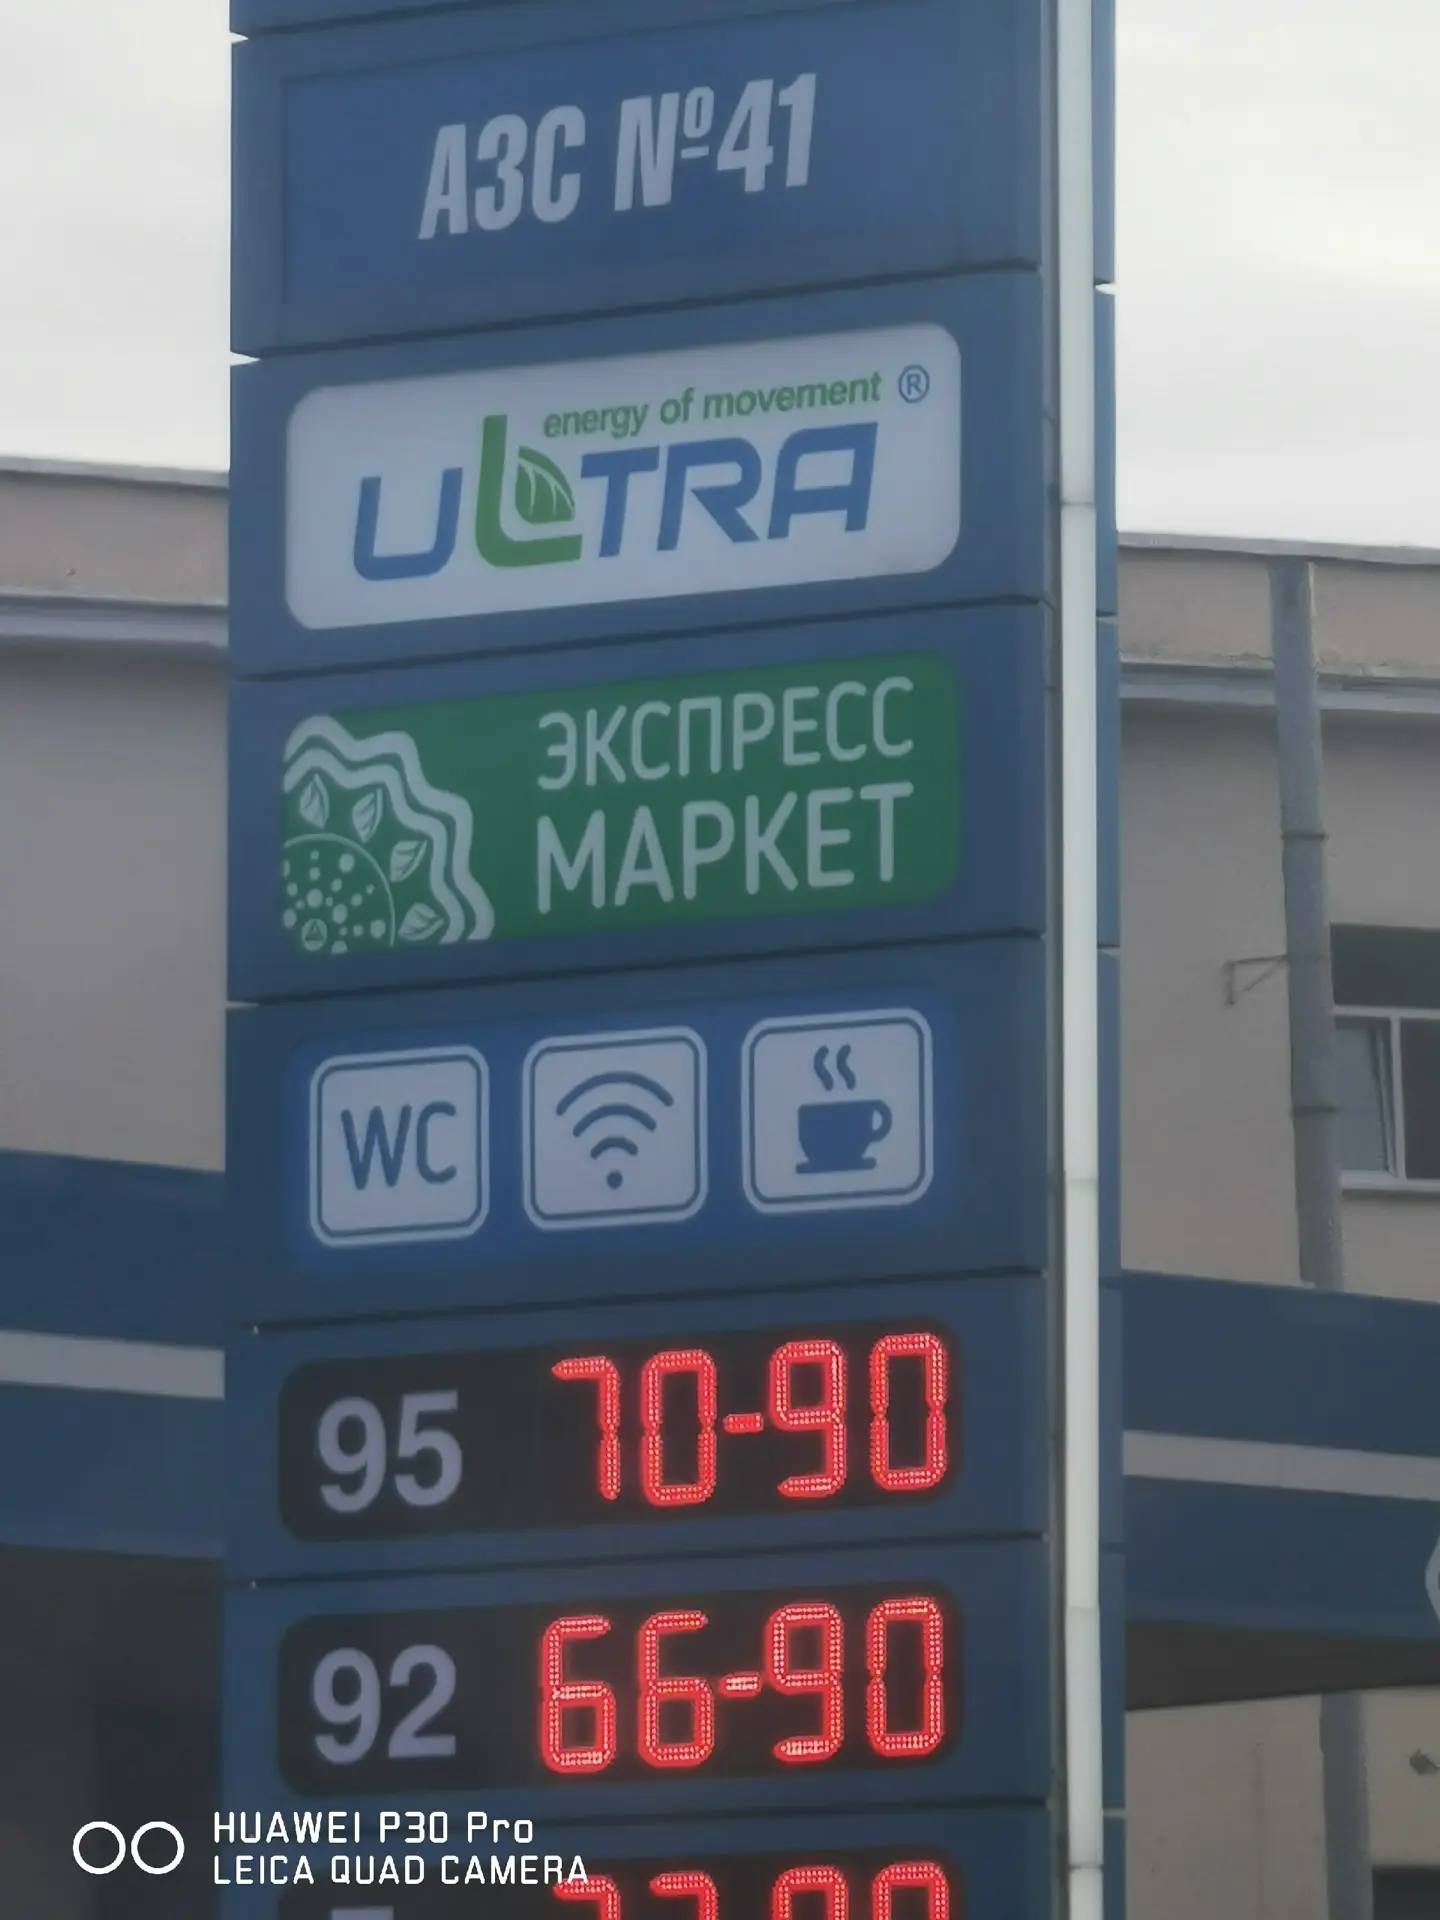 АЗС №41
energy of movement ®
ULTRA
ЭКСПРЕСС
МАРКЕТ
WC
95 70-90
92 66-90
HUAWEI P30 Pro
LEICA QUAD CAMERA